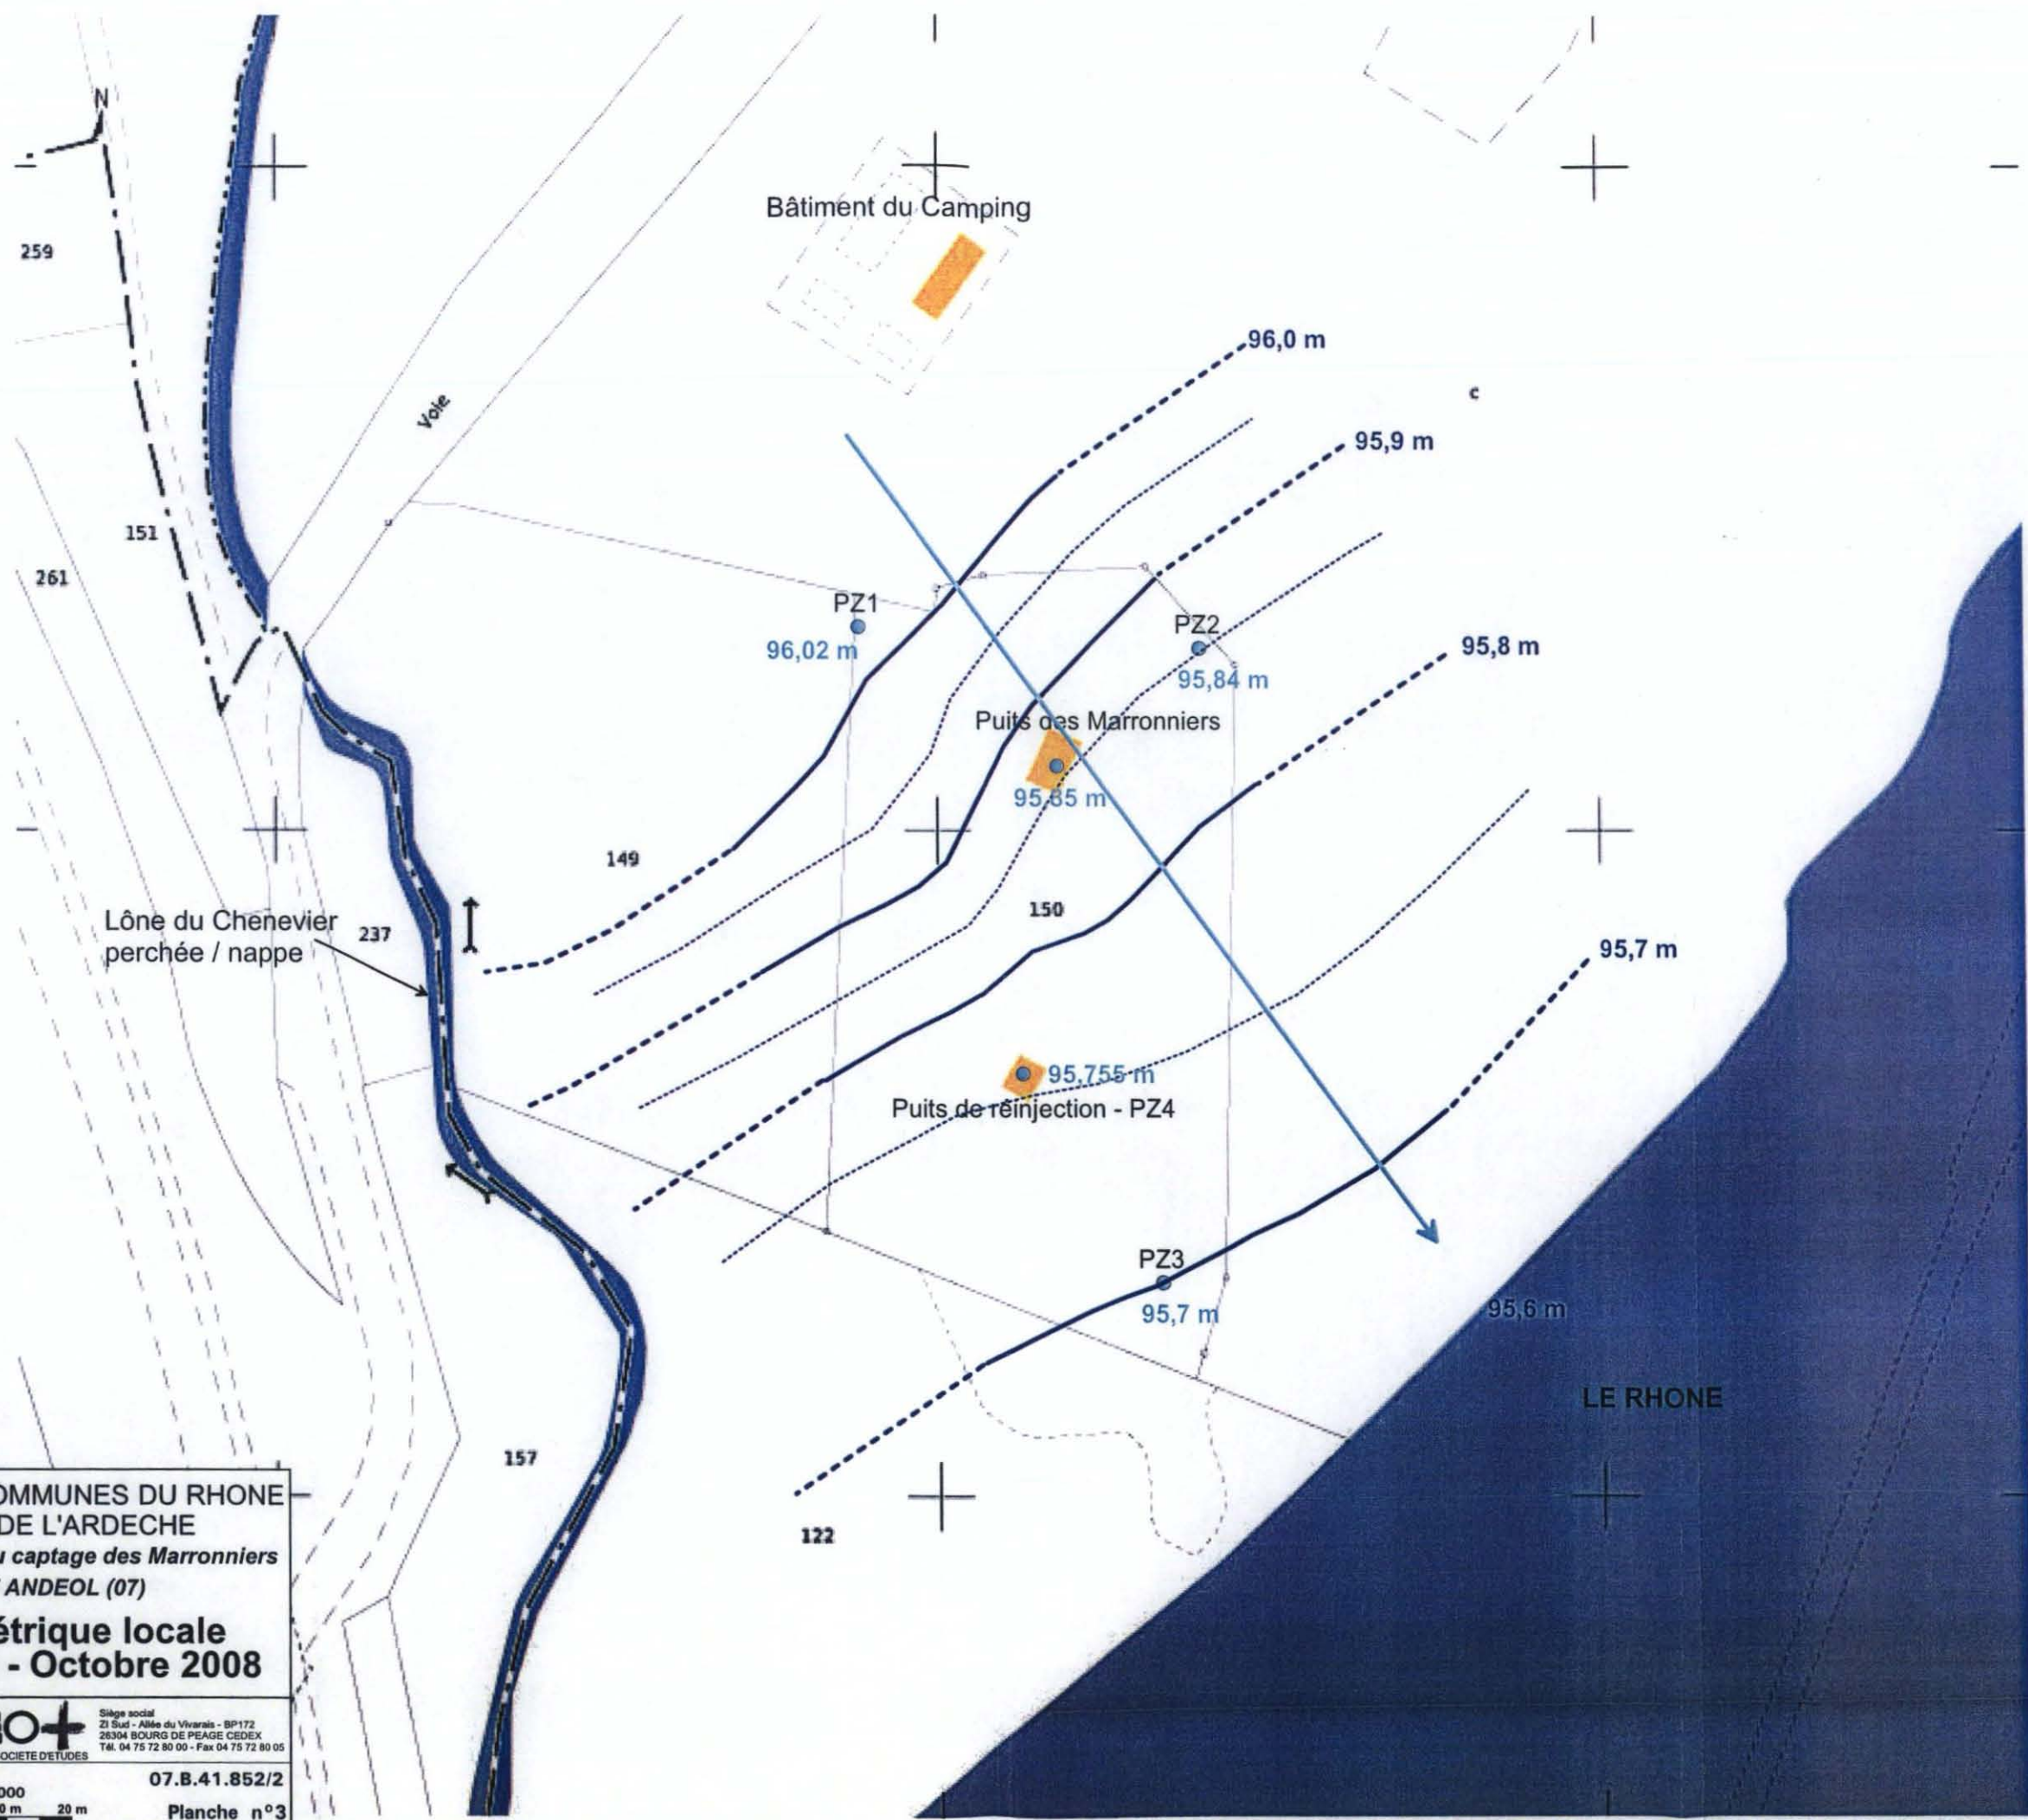 N
Bâtiment du Camping
259
96,0 m
c
Voie
95,9 m
151
261
PZ1
96,02 m
PZ2
95,84 m
95,8 m
Puits des Marronniers
95,85 m
149
150
Lône du Chenevier
perchée / nappe
237
95,7 m
95,755 m
Puits de réinjection - PZ4
PZ3
95,7 m
95,6 m
LE RHONE
157
122
OMMUNES DU RHONE
DE L'ARDECHE
u captage des Marronniers
ANDEOL (07)
étrique locale
- Octobre 2008
O+
OCIETE D'ETUDES
Siège social
ZI Sud - Allée du Vivarais - BP172
26304 BOURG DE PEAGE CEDEX
Tél. 04 75 72 80 00 - Fax 04 75 72 80 05
07.B.41.852/2
000
0 m 20 m
Planche n°3